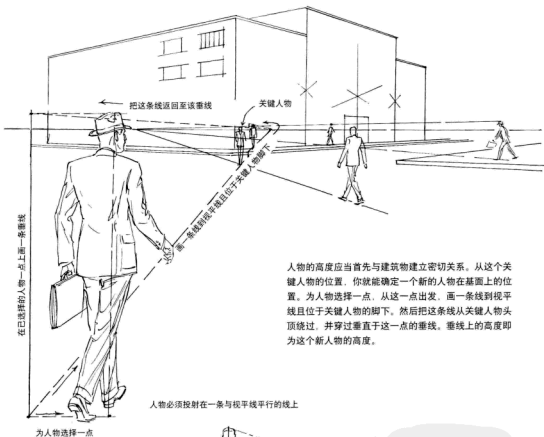 把这条线返回至该垂线
关键人物
画一条线到视平线且位于关键人物脚下
在已选择的人物一点上画一条垂线
人物的高度应当首先与建筑物建立密切关系。从这个关
键人物的位置，你就能确定一个新的人物在基面上的位
置。为人物选择一点，从这一点出发，画一条线到视平
线且位于关键人物的脚下。然后把这条线从关键人物头
顶绕过，并穿过垂直于这一点的垂线。垂线上的高度即
为这个新人物的高度。
人物必须投射在一条与视平线平行的线上
为人物选择一点